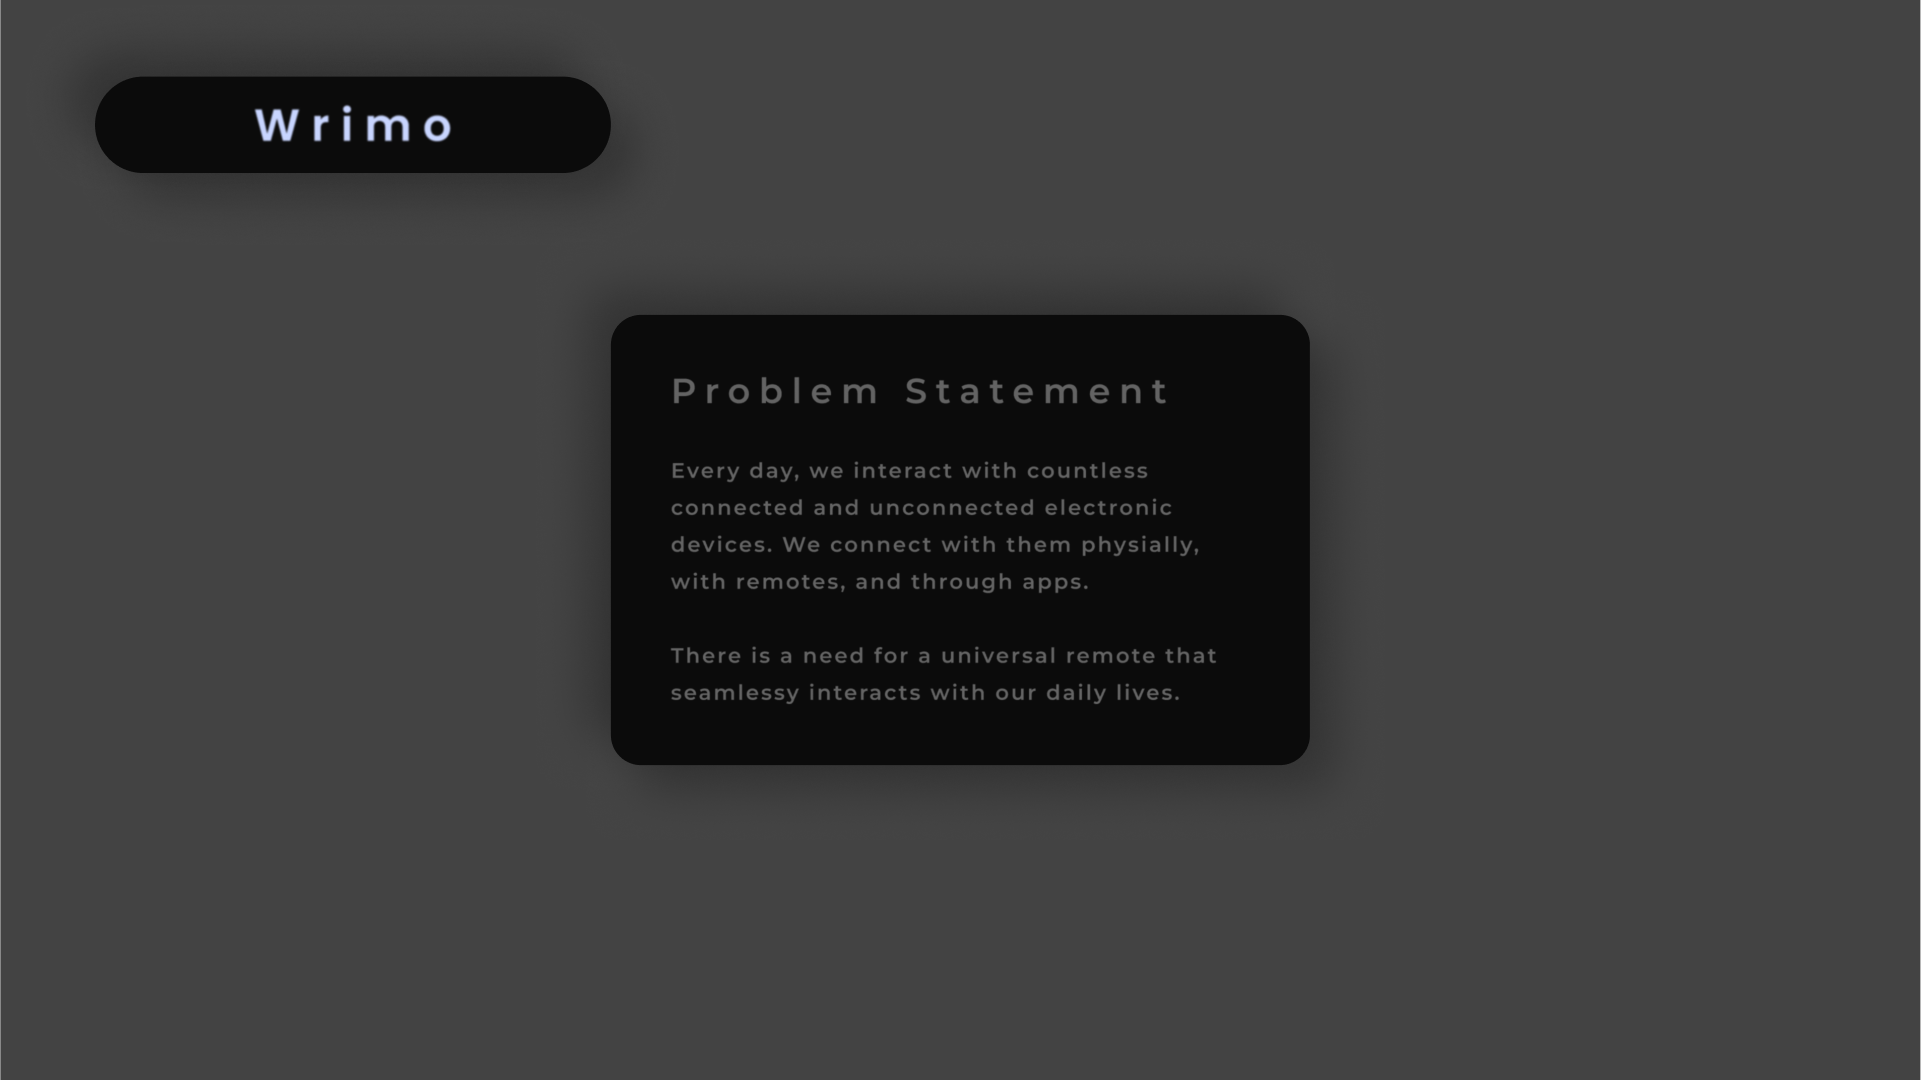 Wrimo
Problem Statement
Every day, we interact with countless
connected and unconnected electronic
devices. We connect with them physially,
with remotes, and through apps.
There is a need for a universal remote that
seamlessy interacts with our daily lives.